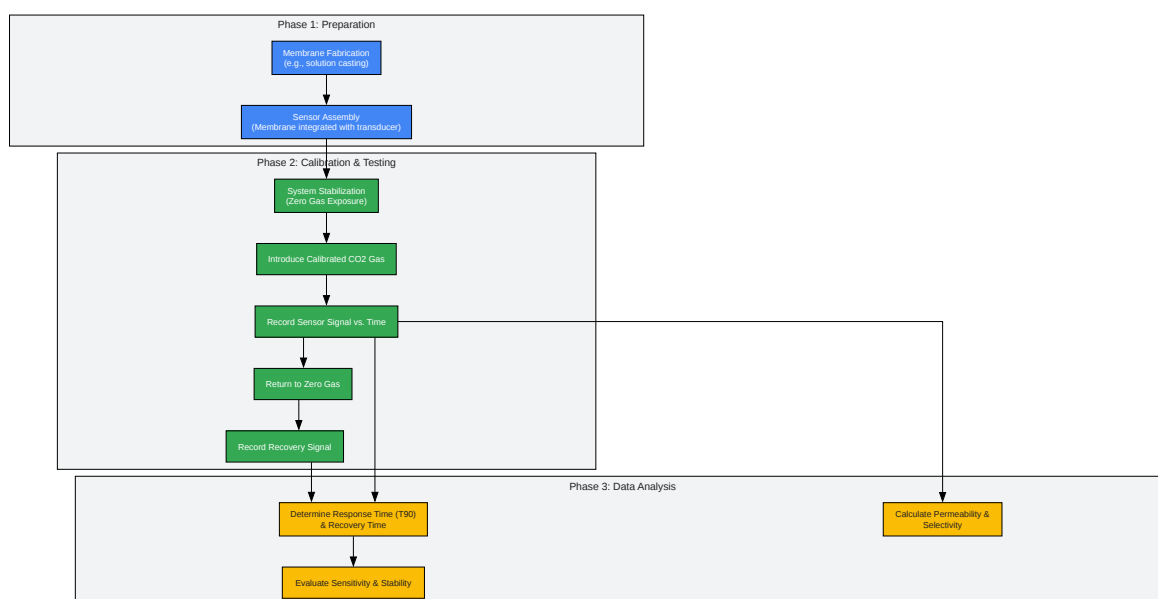 Phase 1: Preparation
Membrane Fabrication
(e.g., solution casting)
Sensor Assembly
(Membrane integrated with transducer)
Phase 2: Calibration & Testing
System Stabilization
(Zero Gas Exposure)
Introduce Calibrated CO2 Gas
Record Sensor Signal vs. Time
Return to Zero Gas
Record Recovery Signal
Phase 3: Data Analysis
Determine Response Time (T90)
& Recovery Time
Calculate Permeability &
Selectivity
Evaluate Sensitivity & Stability